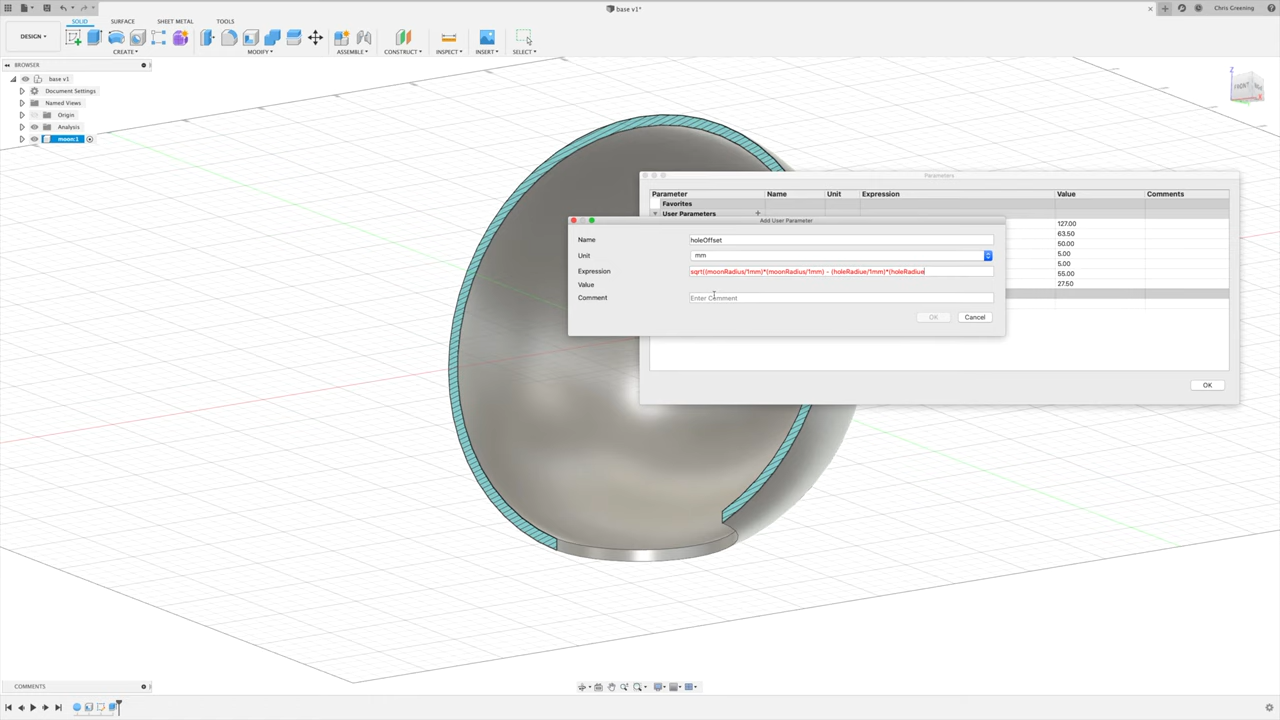 base v1*
Chris Greening
DESIGN
SOLID SURFACE SHEET METAL TOOLS
CREATE MODIFY ASSEMBLE CONSTRUCT INSPECT INSERT SELECT
BROWSER
base v1
Document Settings
Named Views
Origin
Analysis
moon:1
Z
FRONT
X
Parameters
Parameter Name Unit Expression Value Comments
Favorites
User Parameters +
127.00
63.50
50.00
5.00
5.00
55.00
27.50
OK
Add User Parameter
Name holeOffset
Unit mm
Expression sqrt((moonRadius/1mm)*(moonRadius/1mm) - (holeRadiue/1mm)*(holeRadiue
Value
Comment Enter Comment
OK Cancel
COMMENTS